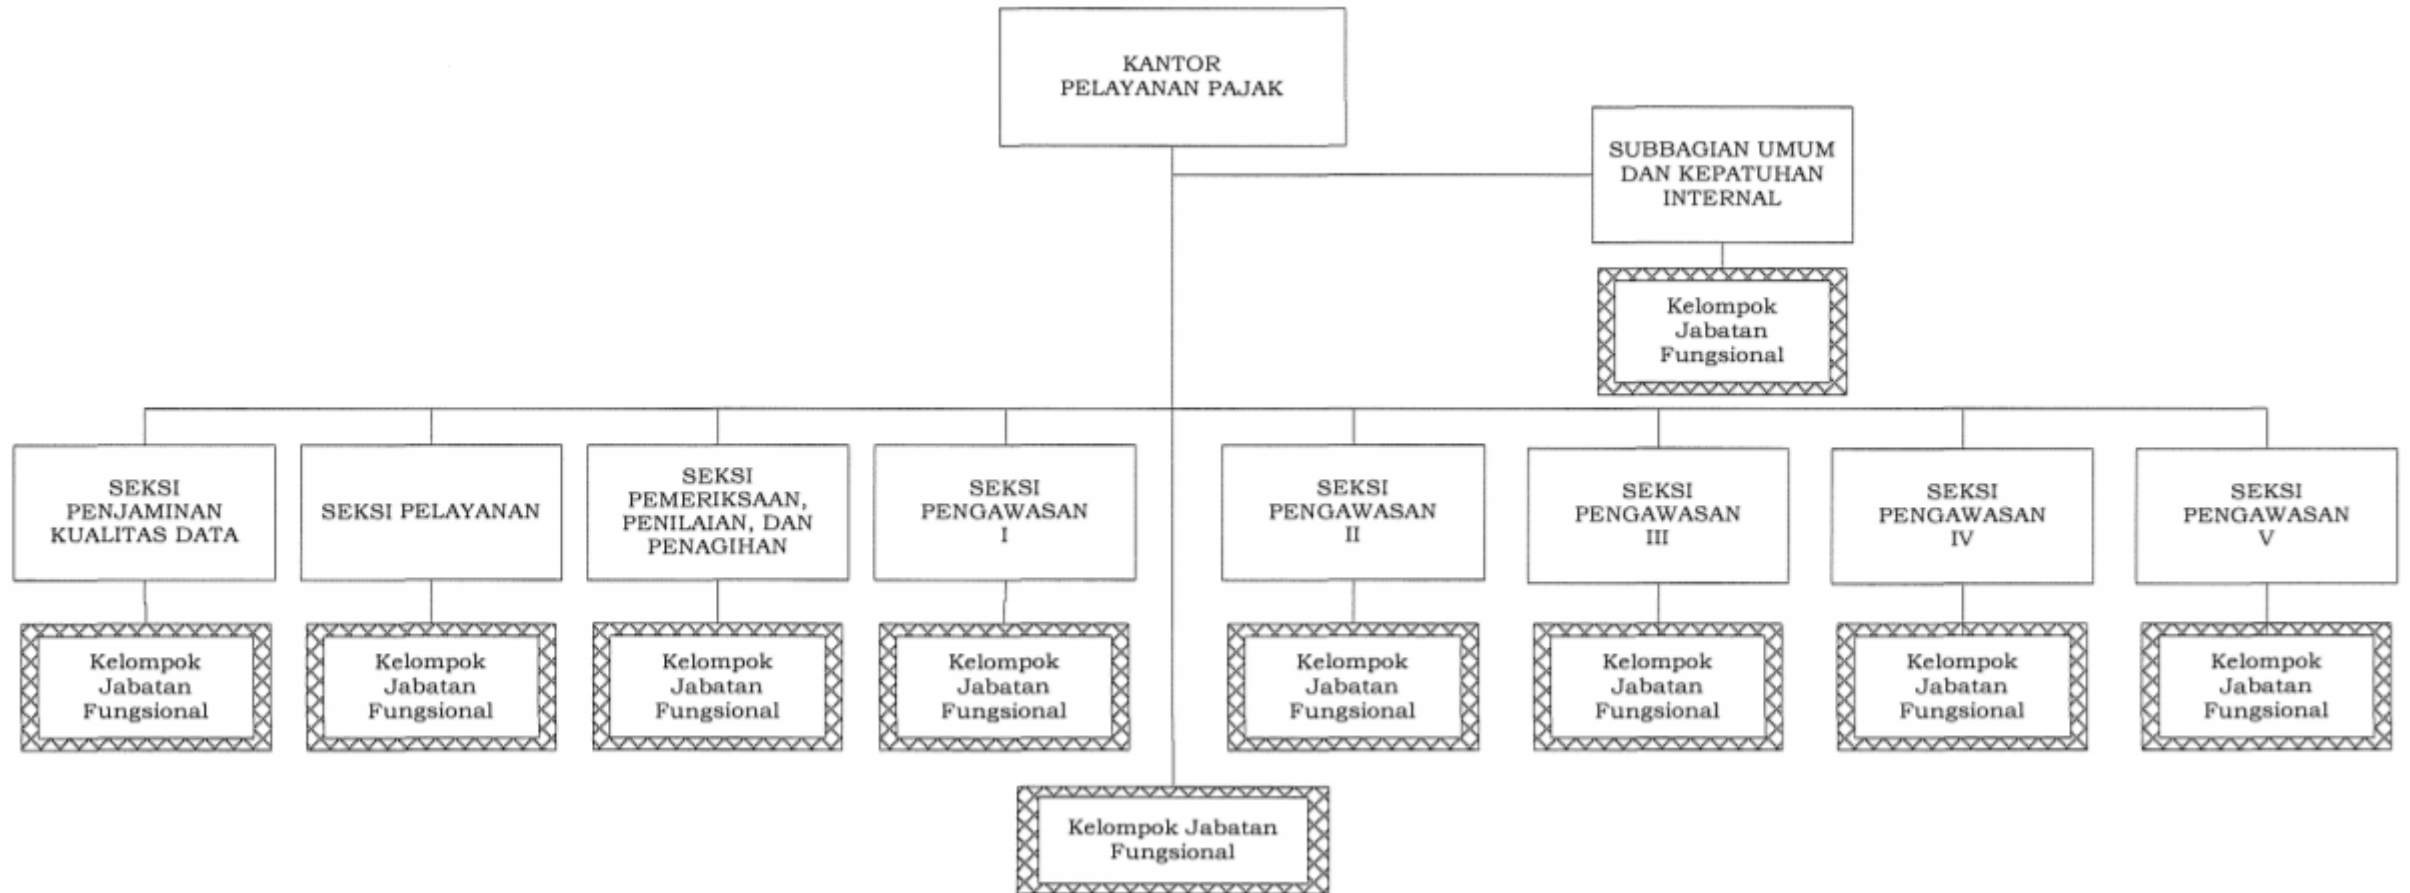 KANTOR
PELAYANAN PAJAK
SUBBAGIAN UMUM
DAN KEPATUHAN
INTERNAL
Kelompok
Jabatan
Fungsional
SEKSI
PENJAMINAN
KUALITAS DATA
SEKSI PELAYANAN
SEKSI
PEMERIKSAAN,
PENILAIAN, DAN
PENAGIHAN
SEKSI
PENGAWASAN
I
SEKSI
PENGAWASAN
II
SEKSI
PENGAWASAN
III
SEKSI
PENGAWASAN
IV
SEKSI
PENGAWASAN
V
Kelompok
Jabatan
Fungsional
Kelompok
Jabatan
Fungsional
Kelompok
Jabatan
Fungsional
Kelompok
Jabatan
Fungsional
Kelompok
Jabatan
Fungsional
Kelompok
Jabatan
Fungsional
Kelompok
Jabatan
Fungsional
Kelompok
Jabatan
Fungsional
Kelompok Jabatan
Fungsional